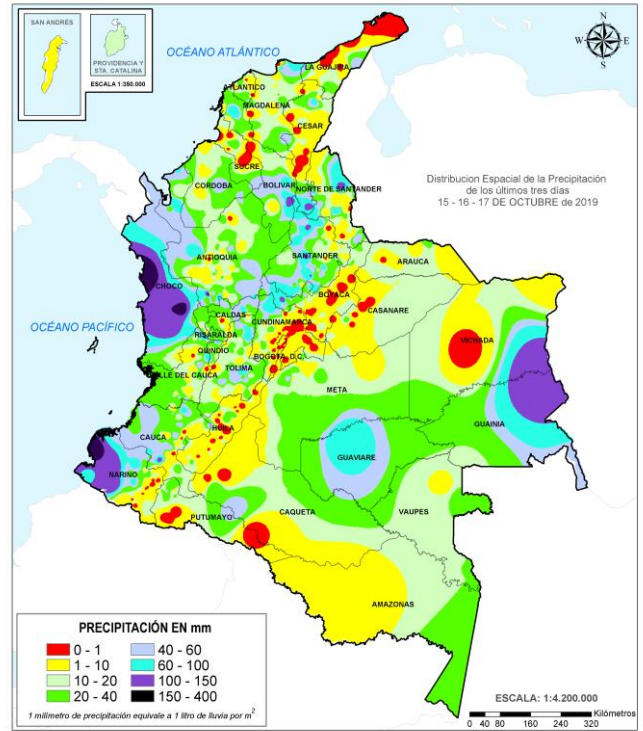 SAN ANDRÉS
PROVIDENCIA Y
STA. CATALINA
ESCALA 1:350.000
OCÉANO ATLÁNTICO
N
W E
S
LA GUAJIRA
ATLANTICO
MAGDALENA
CESAR
SUCRE
CORDOBA
BOLIVAR
NORTE DE SANTANDER
Distribucion Espacial de la Precipitación
de los últimos tres días
15 - 16 - 17 DE OCTUBRE de 2019
ANTIOQUIA
SANTANDER
ARAUCA
CHOCO
BOYACA
CASANARE
OCÉANO PACÍFICO
CALDAS
CUNDINAMARCA
RISARALDA
VICHADA
QUINDIO
BOGOTA, D.C.
VALLE DEL CAUCA
TOLIMA
META
GUAINIA
CAUCA
HUILA
GUAVIARE
NARIÑO
CAQUETA
VAUPES
PUTUMAYO
AMAZONAS
PRECIPITACIÓN EN mm
0 - 1
1 - 10
10 - 20
20 - 40
40 - 60
60 - 100
100 - 150
150 - 400
1 milimetro de precipitación equivale a 1 litro de lluvia por m2
ESCALA: 1:4.200.000
Kilómetros
0 40 80 160 240 320